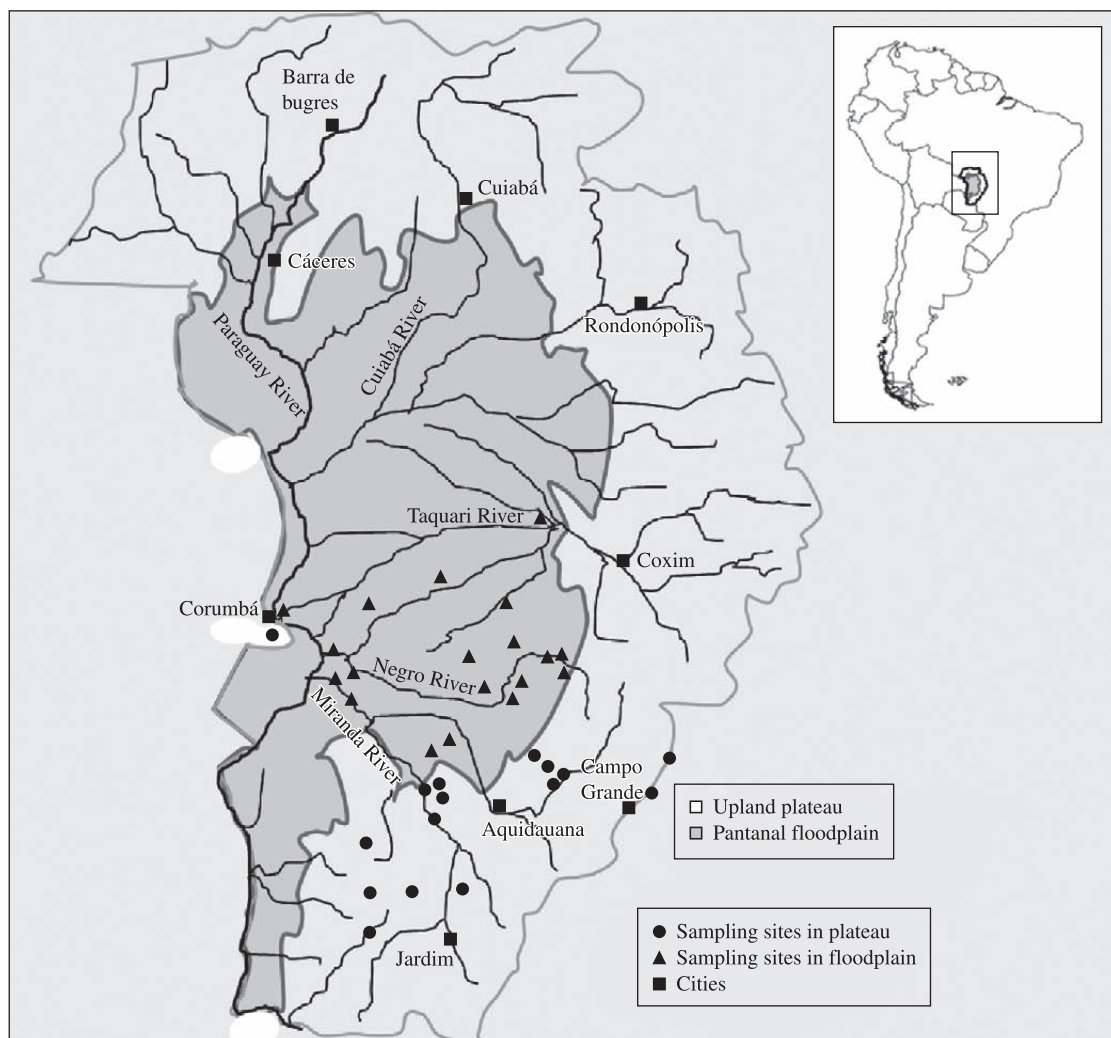 Barra de
bugres
Cuiabá
Cáceres
Rondonópolis
Paraguay River
Cuiabá River
Taquari River
Coxim
Corumbá
Negro River
Miranda River
Campo
Grande
Aquidauana
Jardim
Upland plateau
Pantanal floodplain
Sampling sites in plateau
Sampling sites in floodplain
Cities